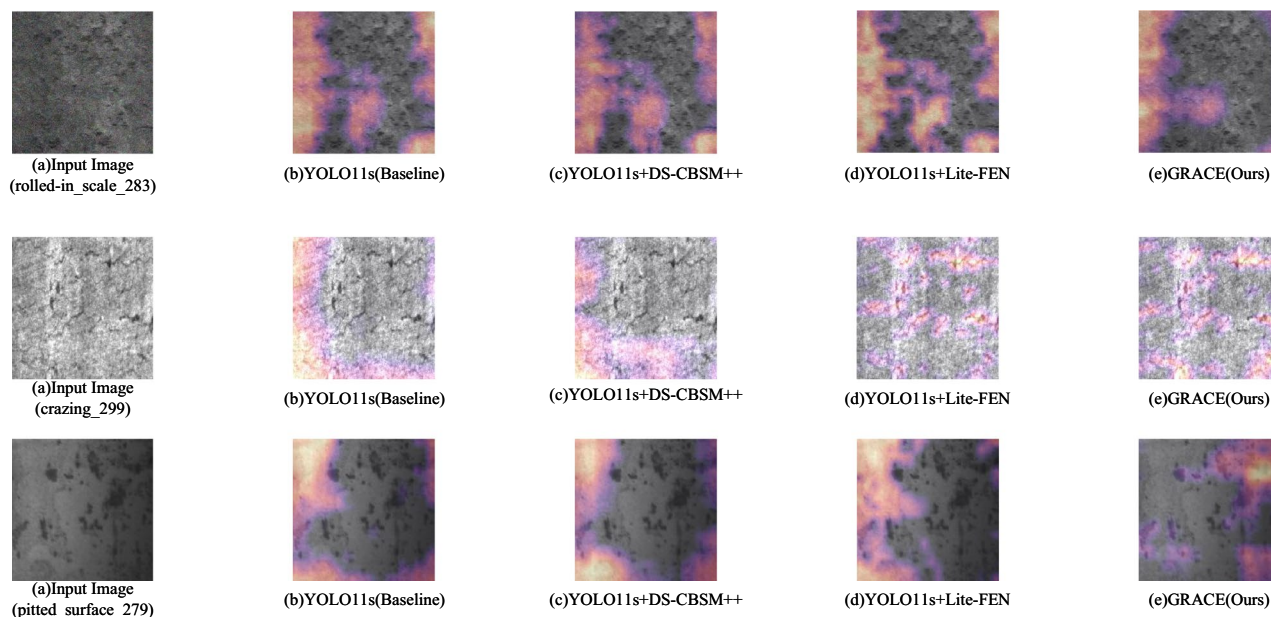 (a)Input Image
(rolled-in_scale_283)
(b)YOLO11s(Baseline)
(c)YOLO11s+DS-CBSM++
(d)YOLO11s+Lite-FEN
(e)GRACE(Ours)
(a)Input Image
(crazing_299)
(b)YOLO11s(Baseline)
(c)YOLO11s+DS-CBSM++
(d)YOLO11s+Lite-FEN
(e)GRACE(Ours)
(a)Input Image
(pitted_surface_279)
(b)YOLO11s(Baseline)
(c)YOLO11s+DS-CBSM++
(d)YOLO11s+Lite-FEN
(e)GRACE(Ours)